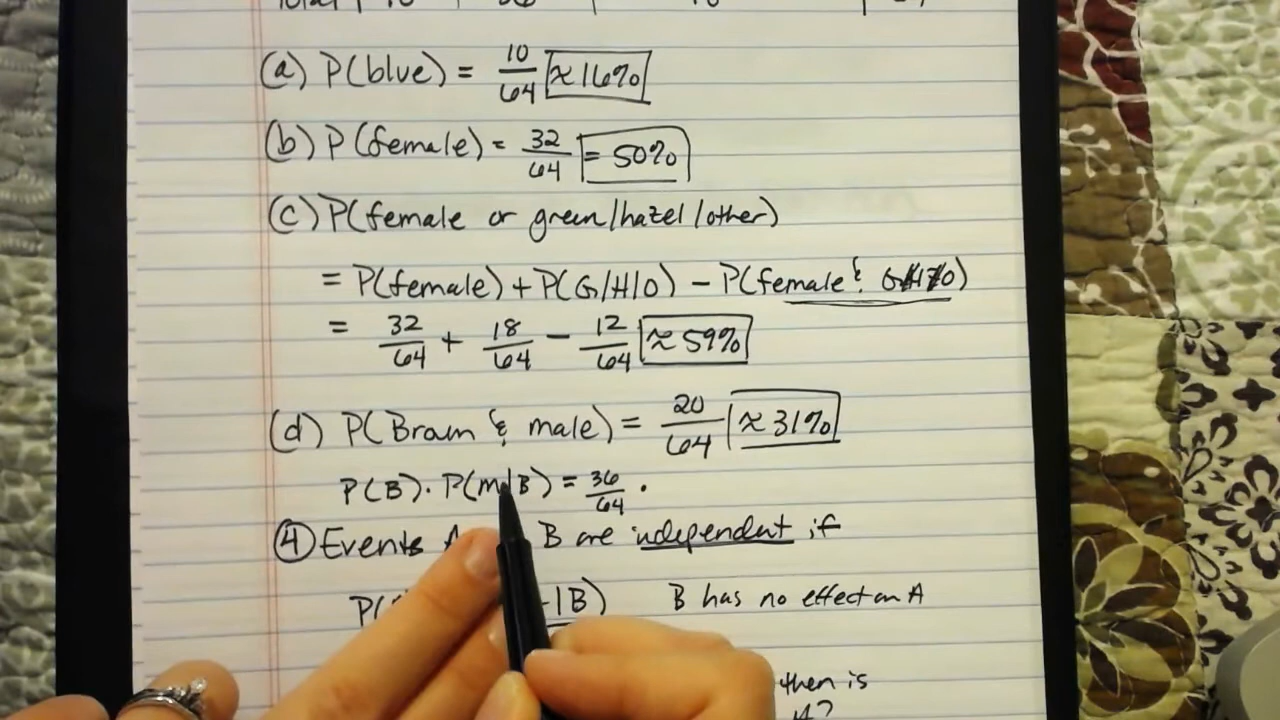 (a) P(blue) = 10/64 ≈16%
(b) P(female) = 32/64 = 50%
(c) P(female or green/hazel/other)
= P(female) + P(G/H/O) − P(female & G/H/O)
= 32/64 + 18/64 − 12/64 ≈59%
(d) P(Brown & male) = 20/64 ≈31%
P(B) · P(m|B) = 36/64 ·
④ Events B are independent if
P( |B) B has no effect on A
then is